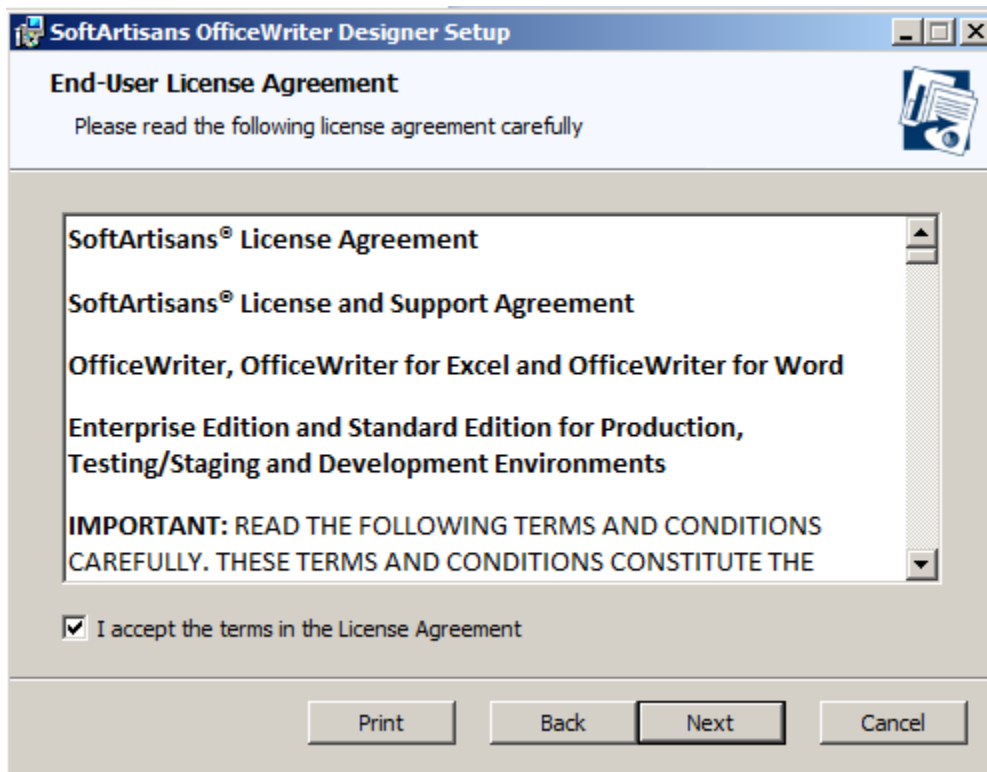 SoftArtisans OfficeWriter Designer Setup
End-User License Agreement
Please read the following license agreement carefully
SoftArtisans® License Agreement
SoftArtisans® License and Support Agreement
OfficeWriter, OfficeWriter for Excel and OfficeWriter for Word
Enterprise Edition and Standard Edition for Production,
Testing/Staging and Development Environments
IMPORTANT: READ THE FOLLOWING TERMS AND CONDITIONS
CAREFULLY. THESE TERMS AND CONDITIONS CONSTITUTE THE
I accept the terms in the License Agreement
Print Back Next Cancel